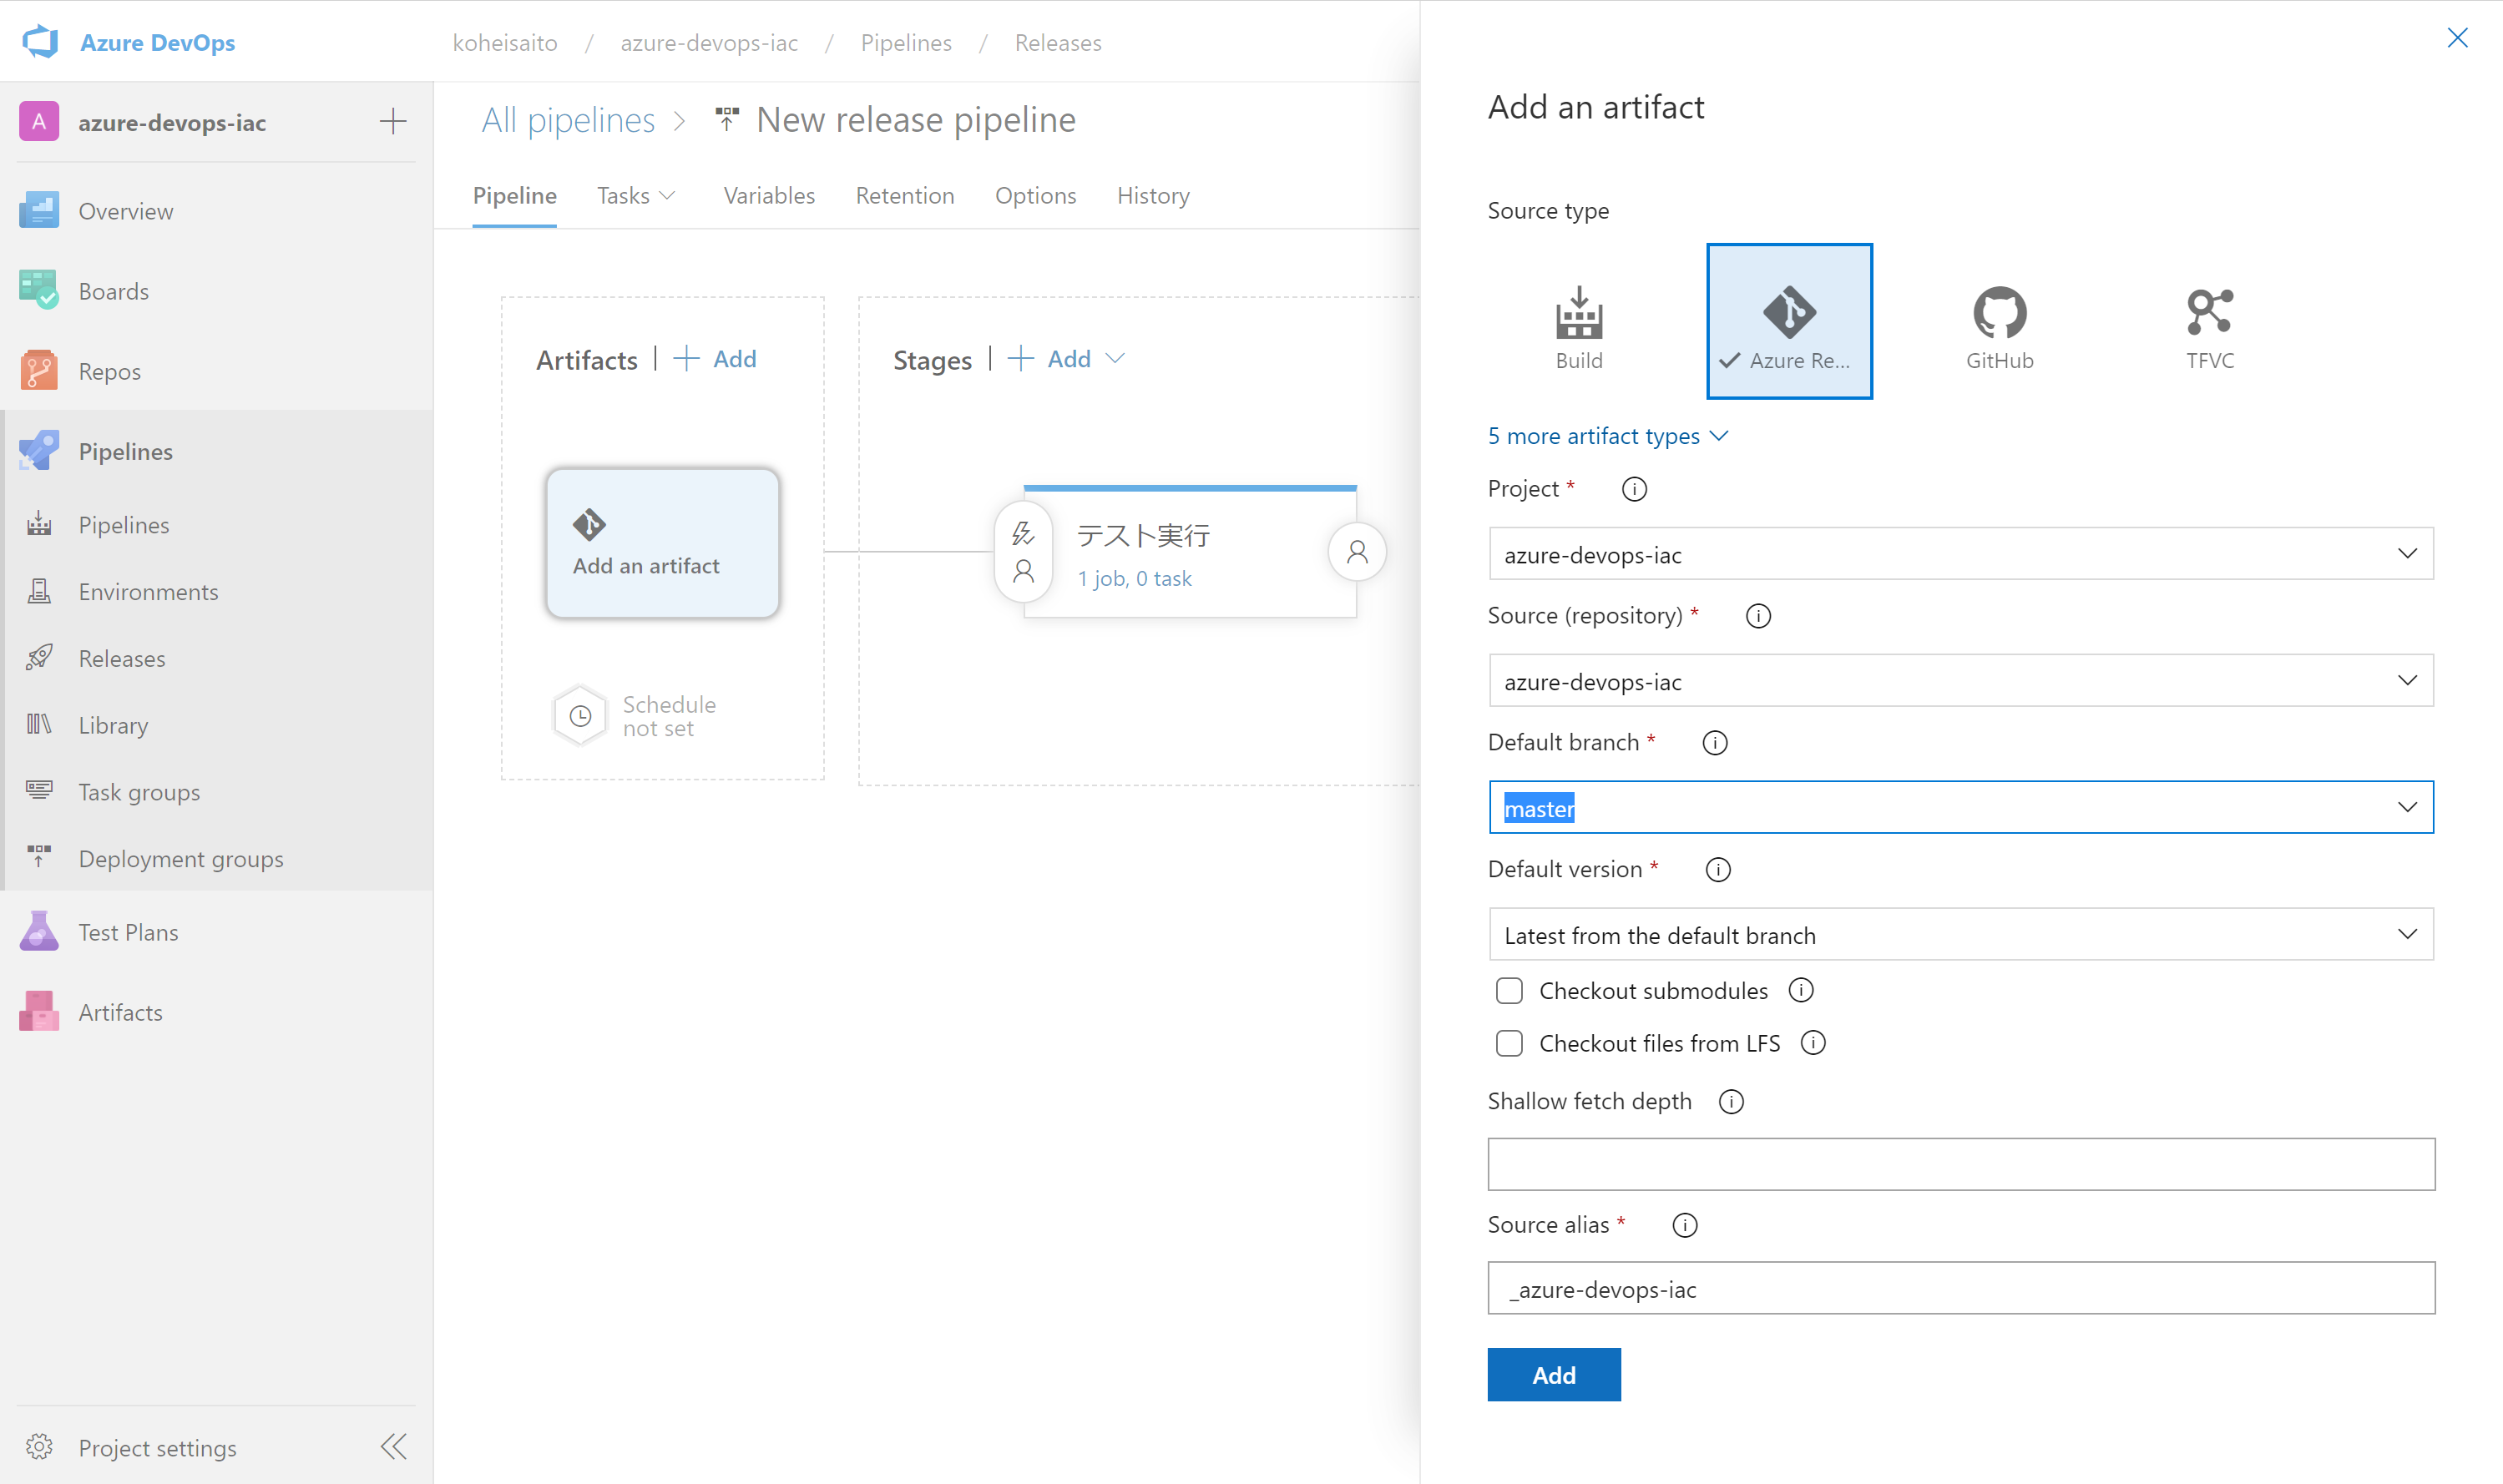 Azure DevOps
koheisaito / azure-devops-iac / Pipelines / Releases
A azure-devops-iac
Overview
Boards
Repos
Pipelines
Pipelines
Environments
Releases
Library
Task groups
Deployment groups
Test Plans
Artifacts
Project settings
All pipelines > New release pipeline
Pipeline Tasks Variables Retention Options History
Artifacts | + Add
Add an artifact
Schedule
not set
Stages | + Add
テスト実行
1 job, 0 task
Add an artifact
Source type
Build
Azure Re...
GitHub
TFVC
5 more artifact types
Project *
azure-devops-iac
Source (repository) *
azure-devops-iac
Default branch *
master
Default version *
Latest from the default branch
Checkout submodules
Checkout files from LFS
Shallow fetch depth
Source alias *
_azure-devops-iac
Add